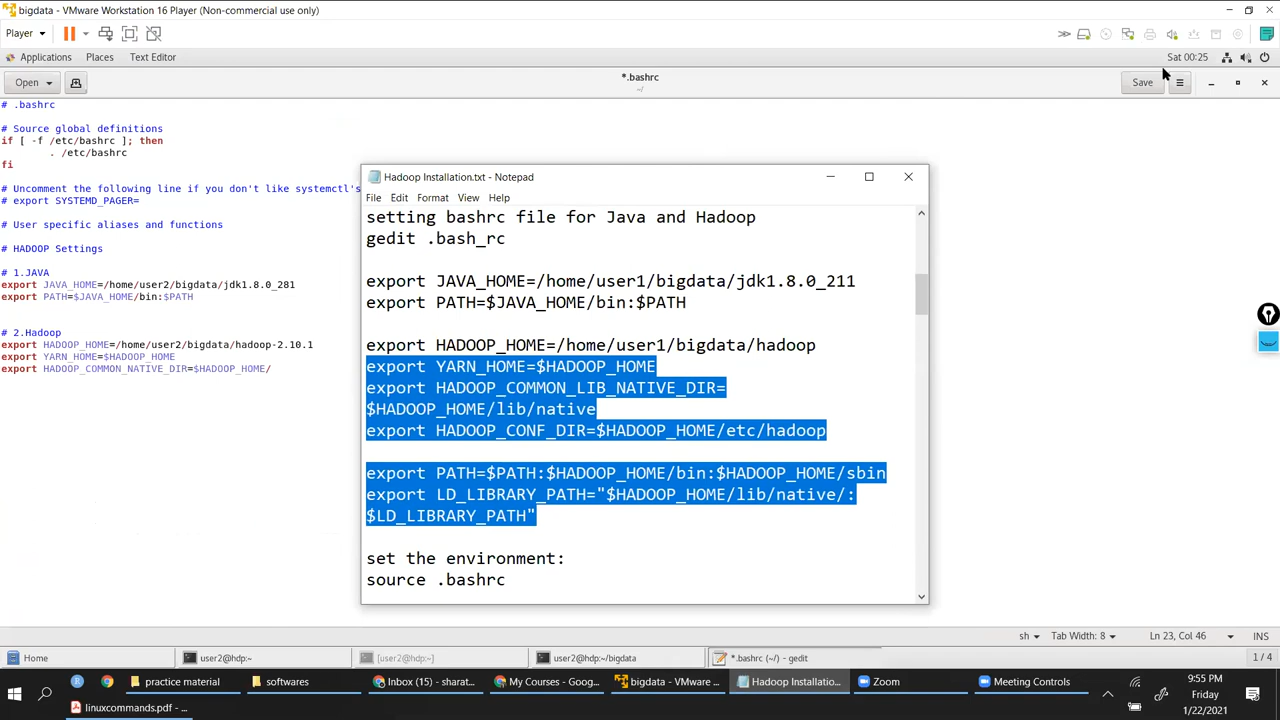 bigdata - VMware Workstation 16 Player (Non-commercial use only)
Player
Applications Places Text Editor Sat 00:25
Open *.bashrc Save
~/
# .bashrc
# Source global definitions
if [ -f /etc/bashrc ]; then
. /etc/bashrc
fi
# Uncomment the following line if you don't like systemctl's
# export SYSTEMD_PAGER=
# User specific aliases and functions
# HADOOP Settings
# 1.JAVA
export JAVA_HOME=/home/user2/bigdata/jdk1.8.0_281
export PATH=$JAVA_HOME/bin:$PATH
# 2.Hadoop
export HADOOP_HOME=/home/user2/bigdata/hadoop-2.10.1
export YARN_HOME=$HADOOP_HOME
export HADOOP_COMMON_NATIVE_DIR=$HADOOP_HOME/
Hadoop Installation.txt - Notepad
File Edit Format View Help
setting bashrc file for Java and Hadoop
gedit .bash_rc
export JAVA_HOME=/home/user1/bigdata/jdk1.8.0_211
export PATH=$JAVA_HOME/bin:$PATH
export HADOOP_HOME=/home/user1/bigdata/hadoop
export YARN_HOME=$HADOOP_HOME
export HADOOP_COMMON_LIB_NATIVE_DIR=
$HADOOP_HOME/lib/native
export HADOOP_CONF_DIR=$HADOOP_HOME/etc/hadoop
export PATH=$PATH:$HADOOP_HOME/bin:$HADOOP_HOME/sbin
export LD_LIBRARY_PATH="$HADOOP_HOME/lib/native/:
$LD_LIBRARY_PATH"
set the environment:
source .bashrc
sh Tab Width: 8 Ln 23, Col 46 INS
Home user2@hdp:~ [user2@hdp:~] user2@hdp:~/bigdata *.bashrc (~/) - gedit 1 / 4
practice material softwares Inbox (15) - sharat... My Courses - Goog... bigdata - VMware ... Hadoop Installatio... Zoom Meeting Controls
linuxcommands.pdf - ...
9:55 PM
Friday
1/22/2021